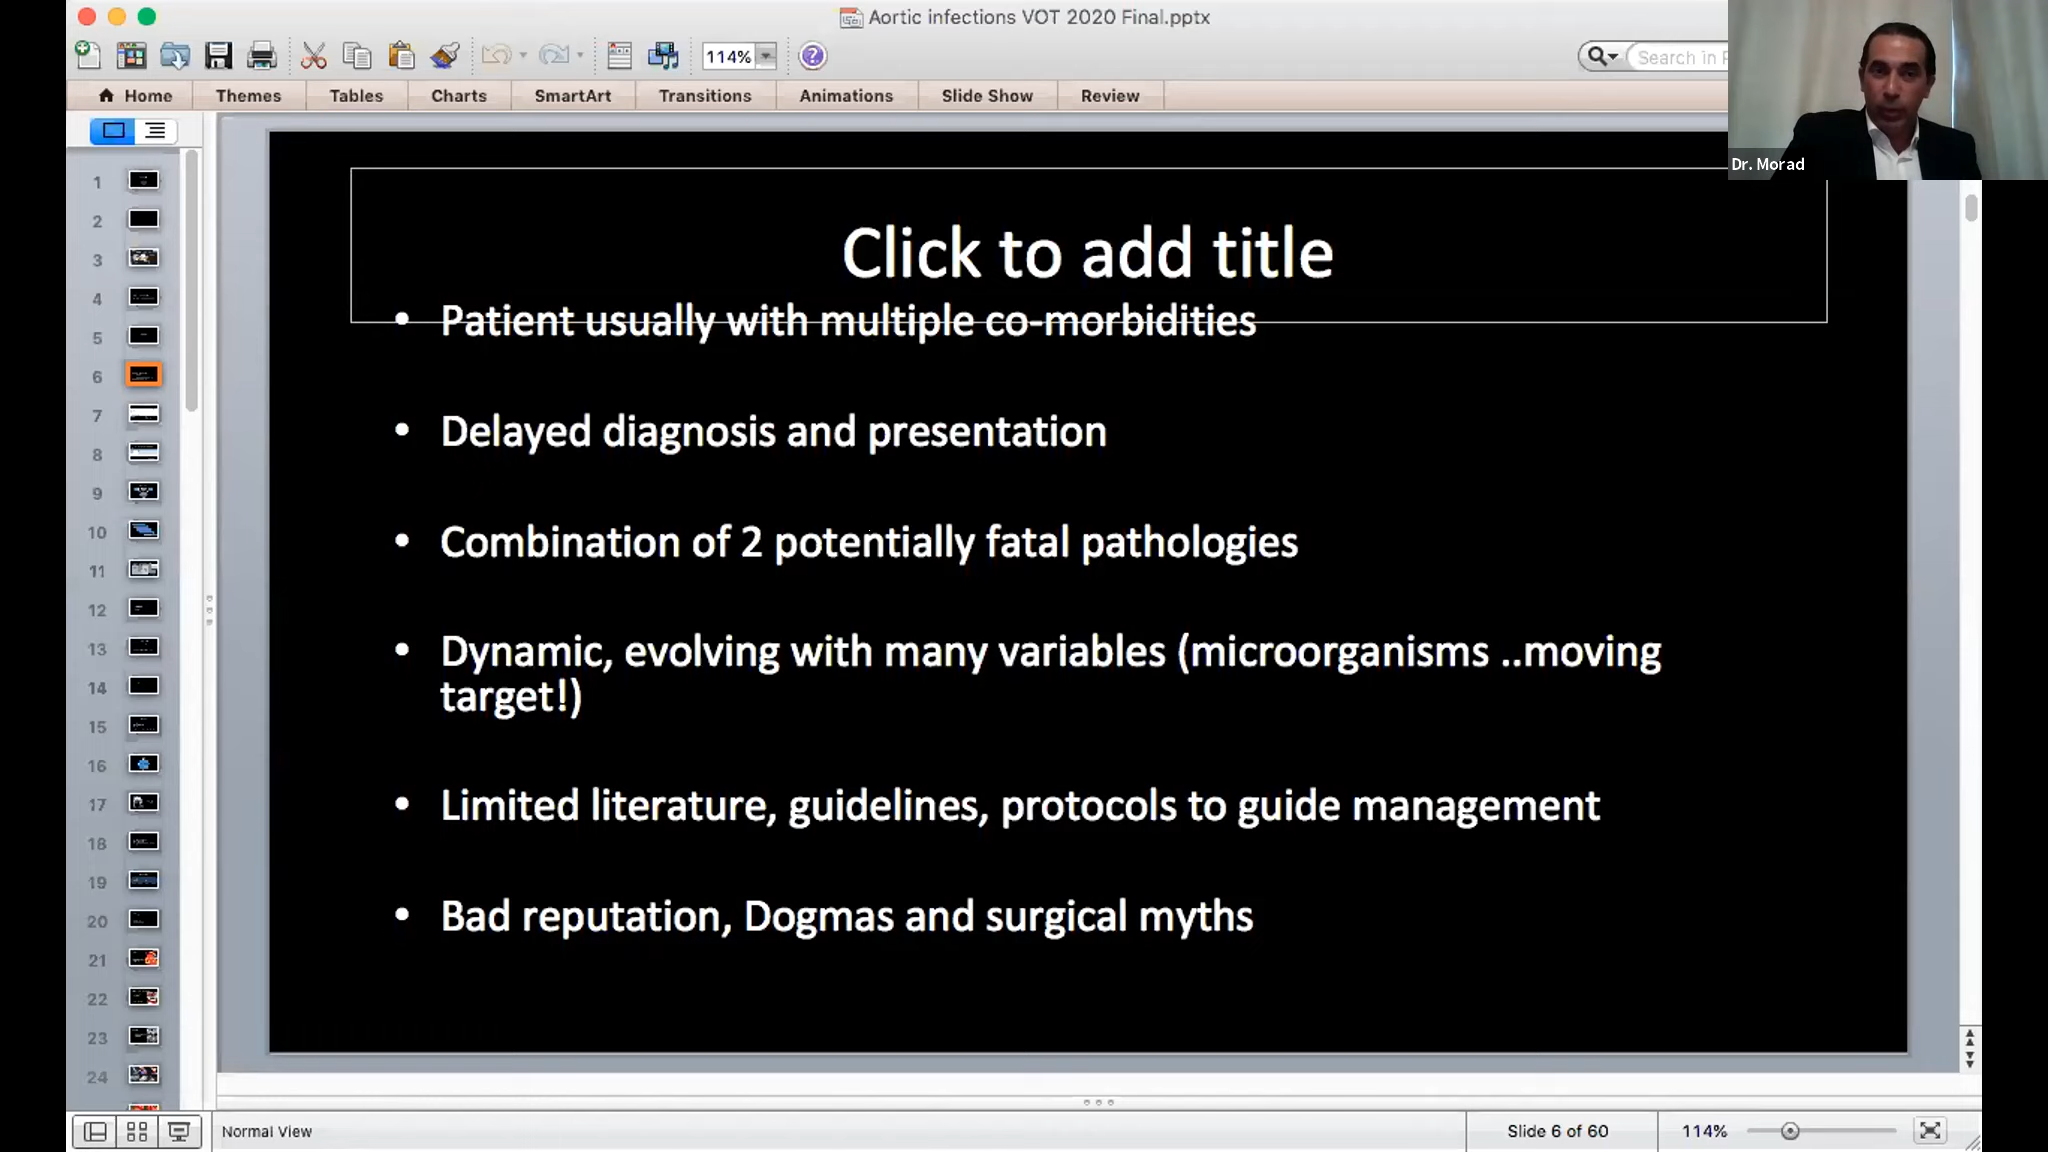 Aortic infections VOT 2020 Final.pptx
114%
Search in
Home
Themes
Tables
Charts
SmartArt
Transitions
Animations
Slide Show
Review
Dr. Morad
1
2
3
4
5
6
7
8
9
10
11
12
13
14
15
16
17
18
19
20
21
22
23
24
Click to add title
• Patient usually with multiple co-morbidities
• Delayed diagnosis and presentation
• Combination of 2 potentially fatal pathologies
• Dynamic, evolving with many variables (microorganisms ..moving
target!)
• Limited literature, guidelines, protocols to guide management
• Bad reputation, Dogmas and surgical myths
Normal View
Slide 6 of 60
114%